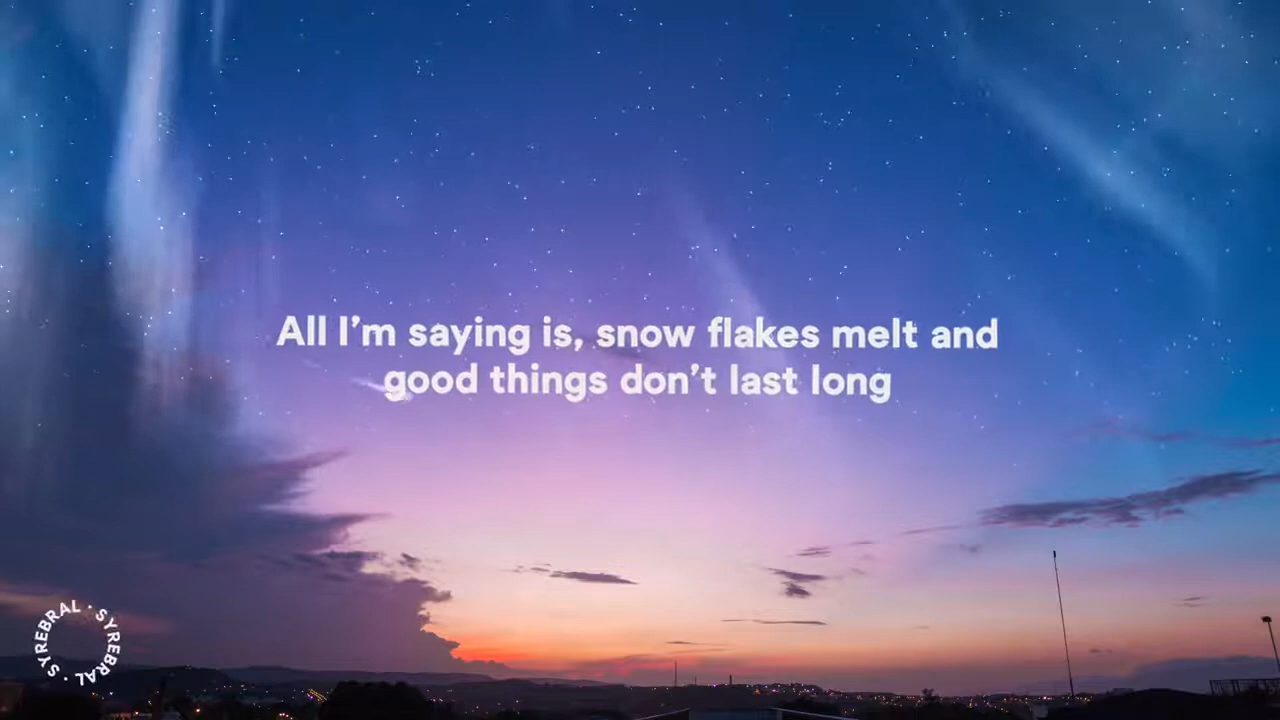 All I'm saying is, snow flakes melt and
good things don't last long
SYREBRAL · SYREBRAL ·